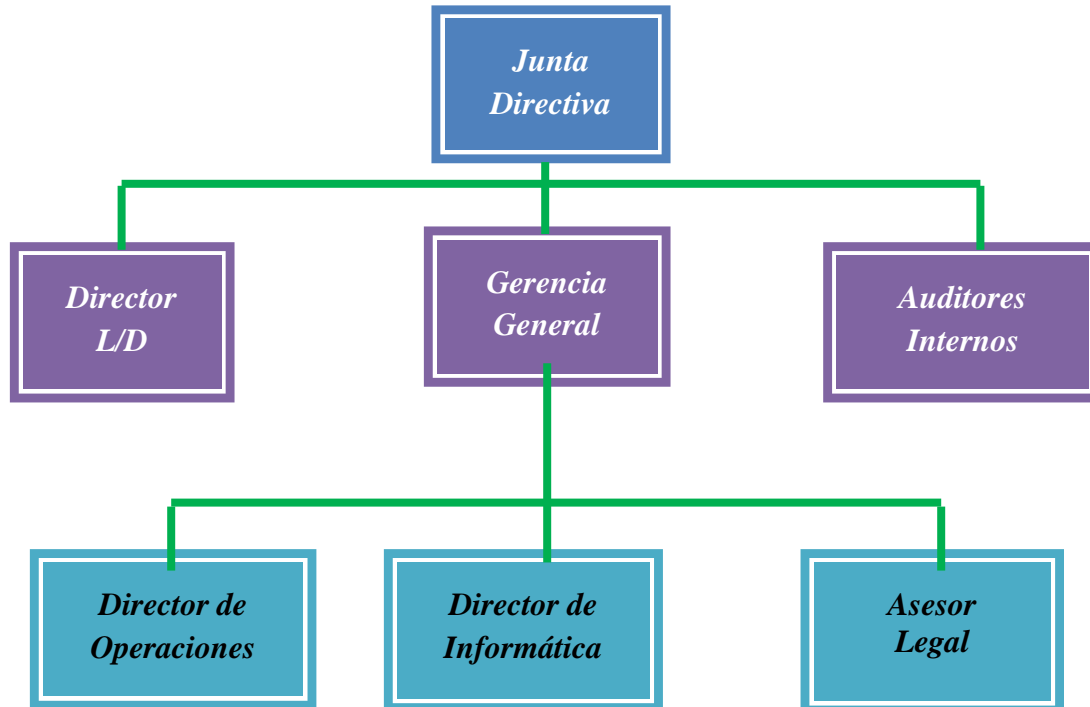 Junta
Directiva
Director
L/D
Gerencia
General
Auditores
Internos
Director de
Operaciones
Director de
Informática
Asesor
Legal